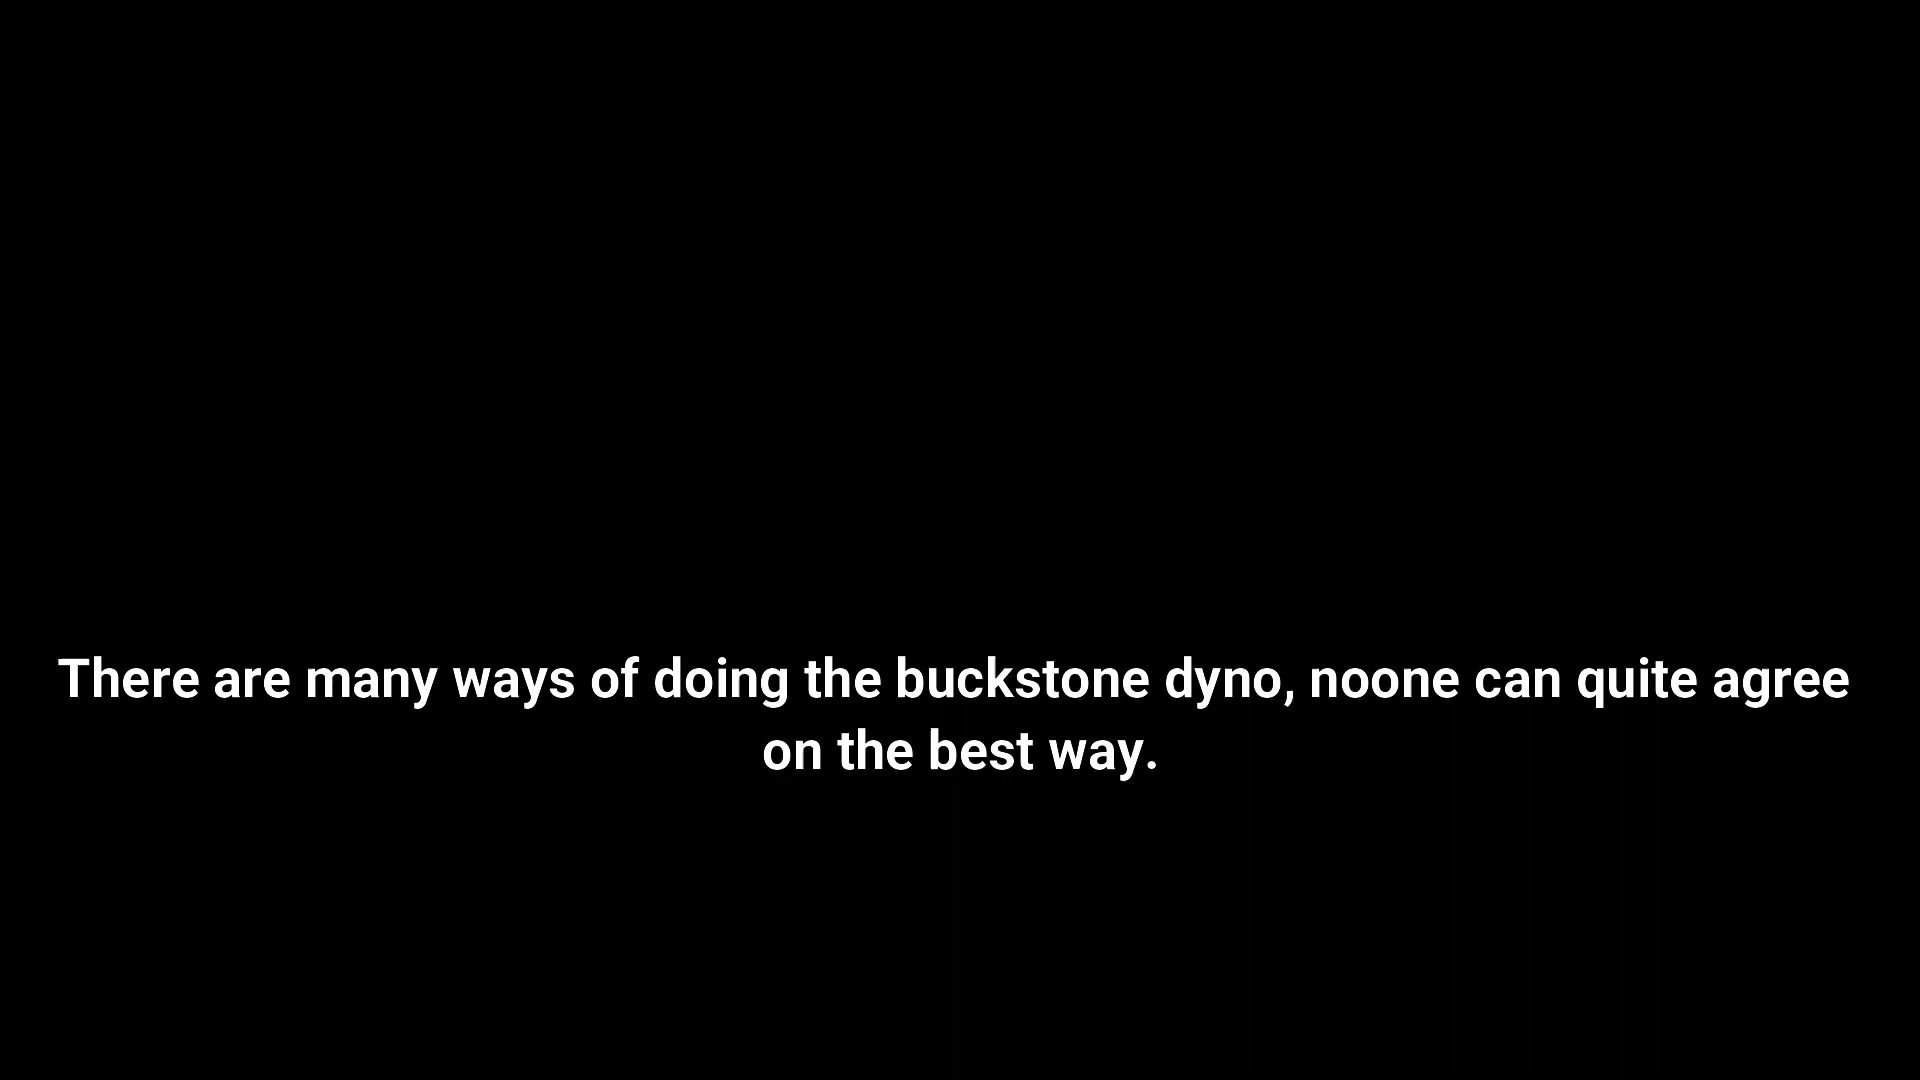 There are many ways of doing the buckstone dyno, noone can quite agree
on the best way.